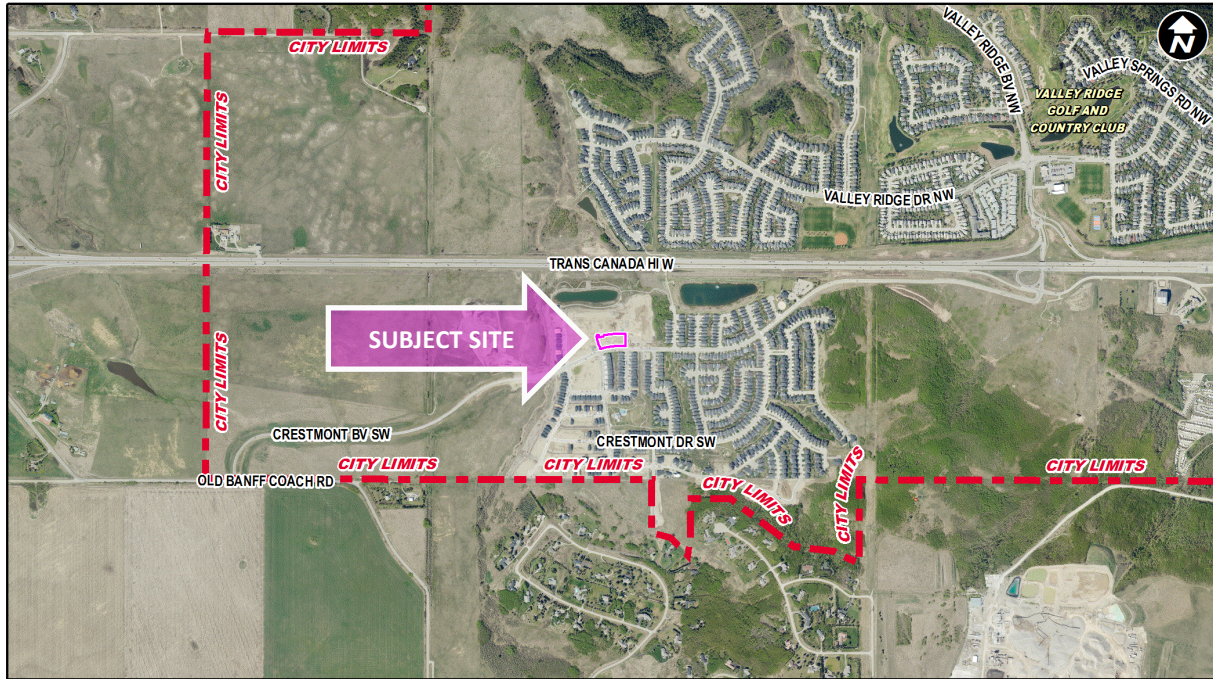 CITY LIMITS
N
VALLEY RIDGE BV NW
VALLEY SPRINGS RD NW
VALLEY RIDGE
GOLF AND
COUNTRY CLUB
CITY LIMITS
VALLEY RIDGE DR NW
TRANS CANADA HI W
SUBJECT SITE
CITY LIMITS
CRESTMONT BV SW
CRESTMONT DR SW
CITY LIMITS
CITY LIMITS
CITY LIMITS
CITY LIMITS
CITY LIMITS
OLD BANFF COACH RD
CITY LIMITS